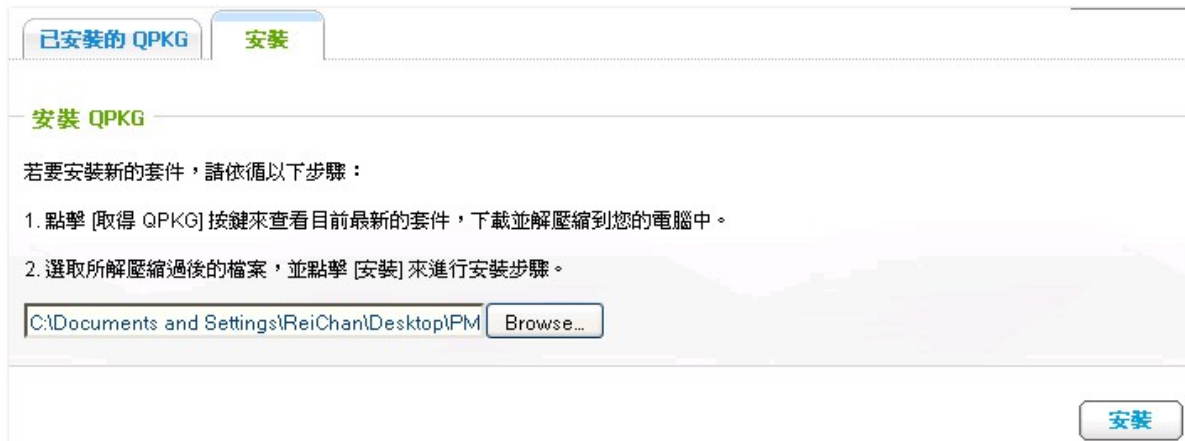 已安裝的 QPKG 安裝
安裝 QPKG
若要安裝新的套件，請依循以下步驟：
1. 點擊 [取得 QPKG] 按鍵來查看目前最新的套件，下載並解壓縮到您的電腦中。
2. 選取所解壓縮過後的檔案，並點擊 [安裝] 來進行安裝步驟。
C:\Documents and Settings\ReiChan\Desktop\PM Browse...
安裝